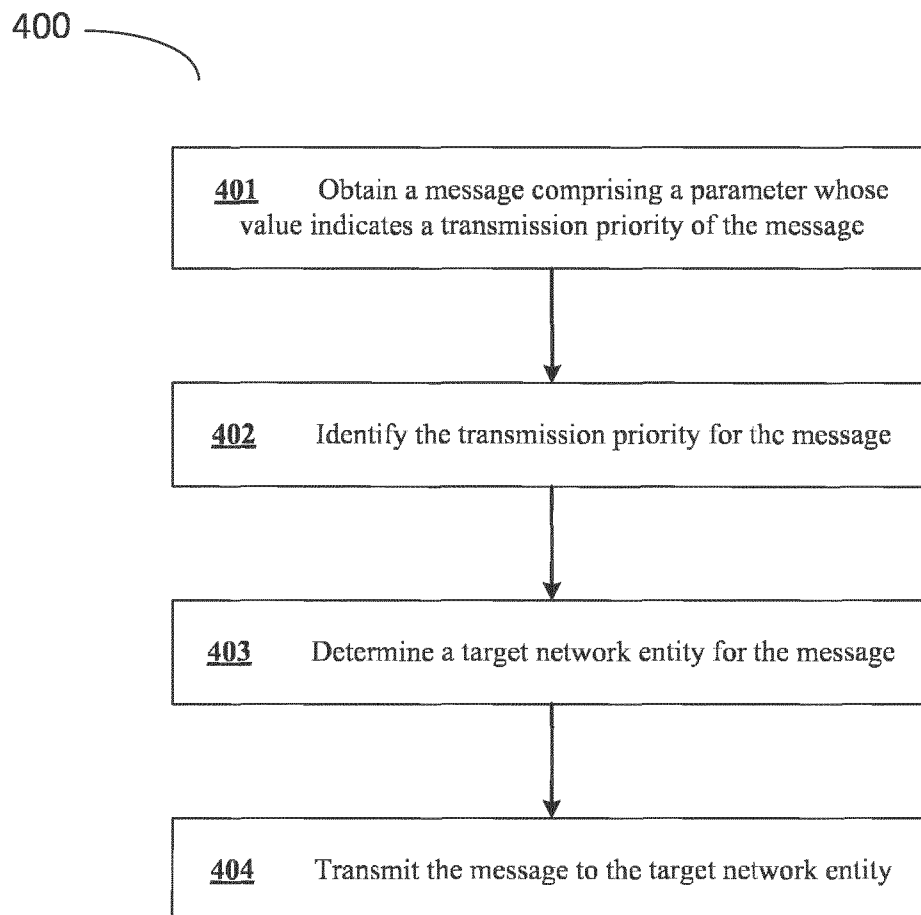 400
401 Obtain a message comprising a parameter whose
value indicates a transmission priority of the message
402 Identify the transmission priority for the message
403 Determine a target network entity for the message
404 Transmit the message to the target network entity